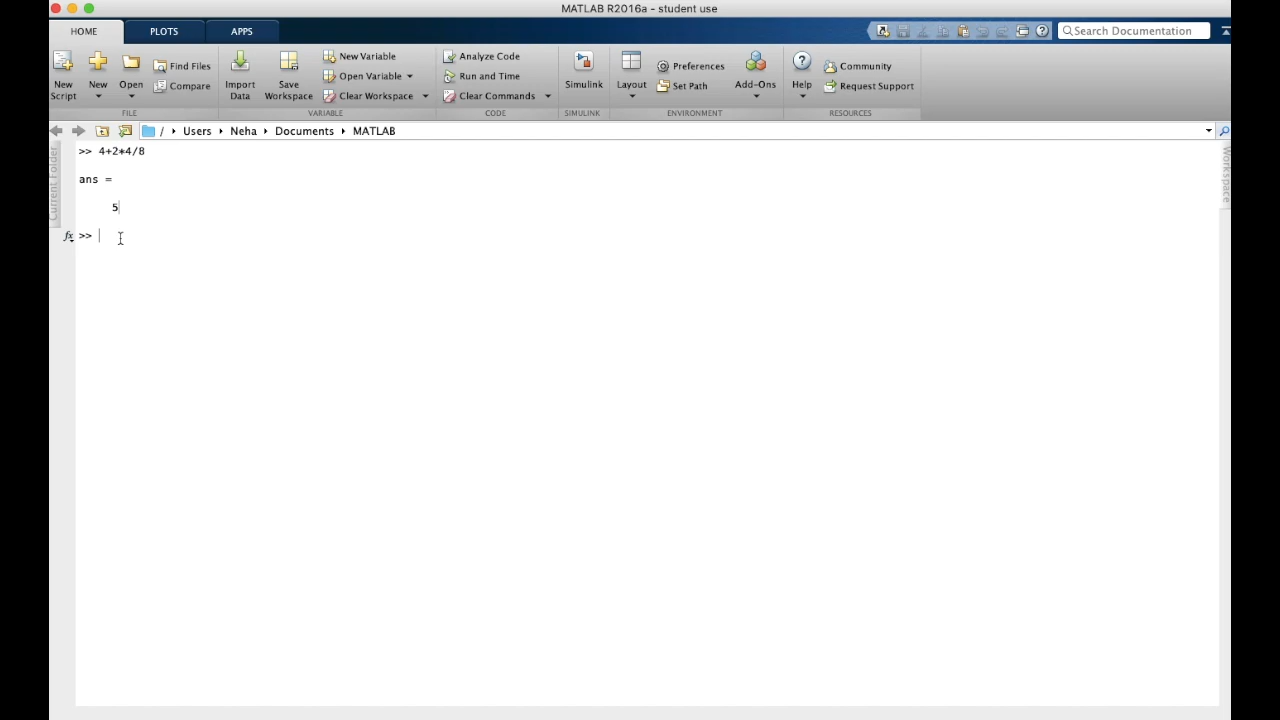 MATLAB R2016a - student use
HOME
PLOTS
APPS
Search Documentation
New Script
New
Open
Find Files
Compare
FILE
Import Data
Save Workspace
New Variable
Open Variable
Clear Workspace
VARIABLE
Analyze Code
Run and Time
Clear Commands
CODE
Simulink
SIMULINK
Layout
Preferences
Set Path
Add-Ons
ENVIRONMENT
Help
Community
Request Support
RESOURCES
/ Users Neha Documents MATLAB
Current Folder
Workspace
>> 4+2*4/8
ans =
5
fx >>